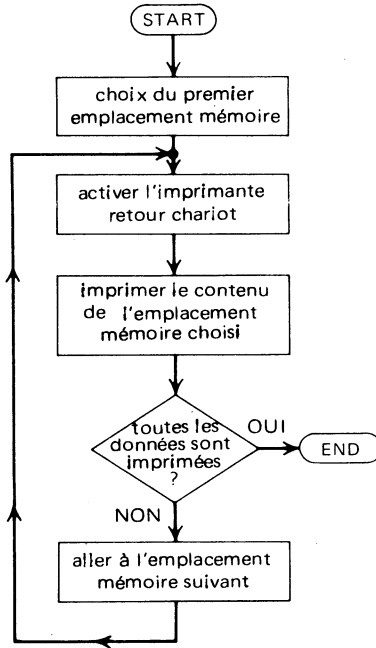 START
choix du premier
emplacement mémoire
activer l'imprimante
retour chariot
imprimer le contenu
de l'emplacement
mémoire choisi
toutes les
données sont
imprimées
?
OUI
END
NON
aller à l'emplacement
mémoire suivant